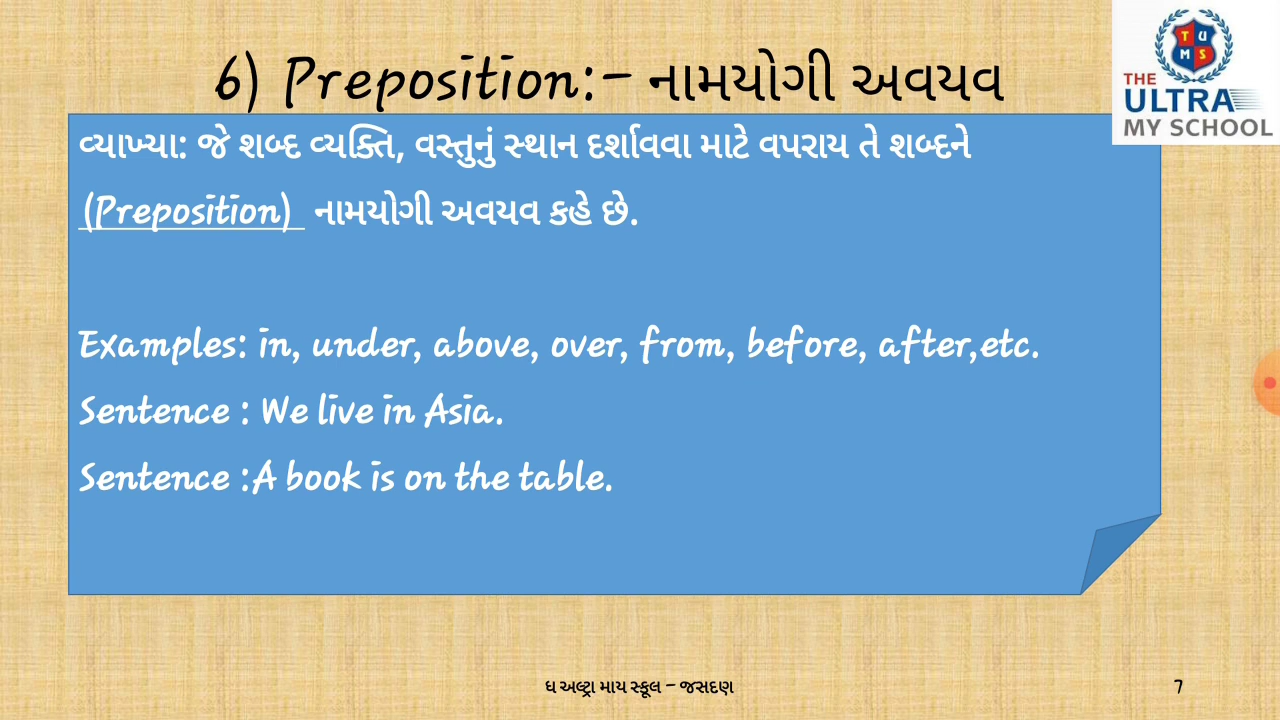 6) Preposition:- નામયોગી અવયવ
THE
ULTRA
MY SCHOOL
T U
M S
વ્યાખ્યા: જે શબ્દ વ્યક્તિ, વસ્તુનું સ્થાન દર્શાવવા માટે વપરાય તે શબ્દને
(Preposition) નામયોગી અવયવ કહે છે.
Examples: in, under, above, over, from, before, after,etc.
Sentence : We live in Asia.
Sentence :A book is on the table.
ધ અલ્ટ્રા માય સ્કૂલ - જસદણ
7